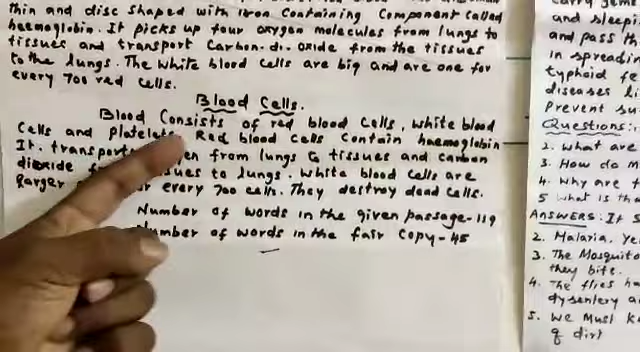 thin and disc shaped with iron containing component called
haemoglobin. It picks up four oxygen molecules from lungs to
tissues and transport carbon.di.oxide from the tissues
to the lungs. The white blood cells are big and are one for
every 700 red cells.
Blood Cells.
Blood consists of red blood cells, white blood
cells and platelets. Red blood cells contain haemoglobin
It. transports from lungs to tissues and carbon
dioxide to lungs. White blood cells are
larger every 700 cells. They destroy dead cells.
Number of words in the given passage-119
Number of words in the fair copy-45
carry germs
and sleepi
and pass th
in spreadin
typhoid fe
diseases li
prevent su
Questions:
2. What are
3. How do m
4. Why are f
5 what is th
ANSWERS: It s
2. Malaria, Ye
3. The Mosquito
they bite.
4. The flies ha
dysentery a
5. We Must k
of dirt